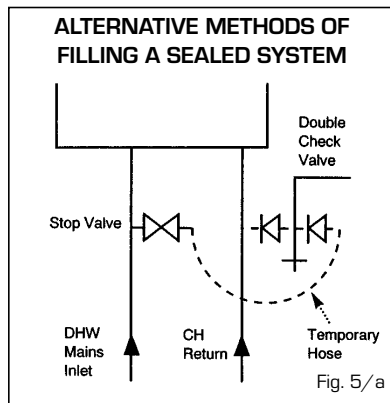 ALTERNATIVE METHODS OF
FILLING A SEALED SYSTEM
Double
Check
Valve
Stop Valve
DHW
Mains
Inlet
CH
Return
Temporary
Hose
Fig. 5/a